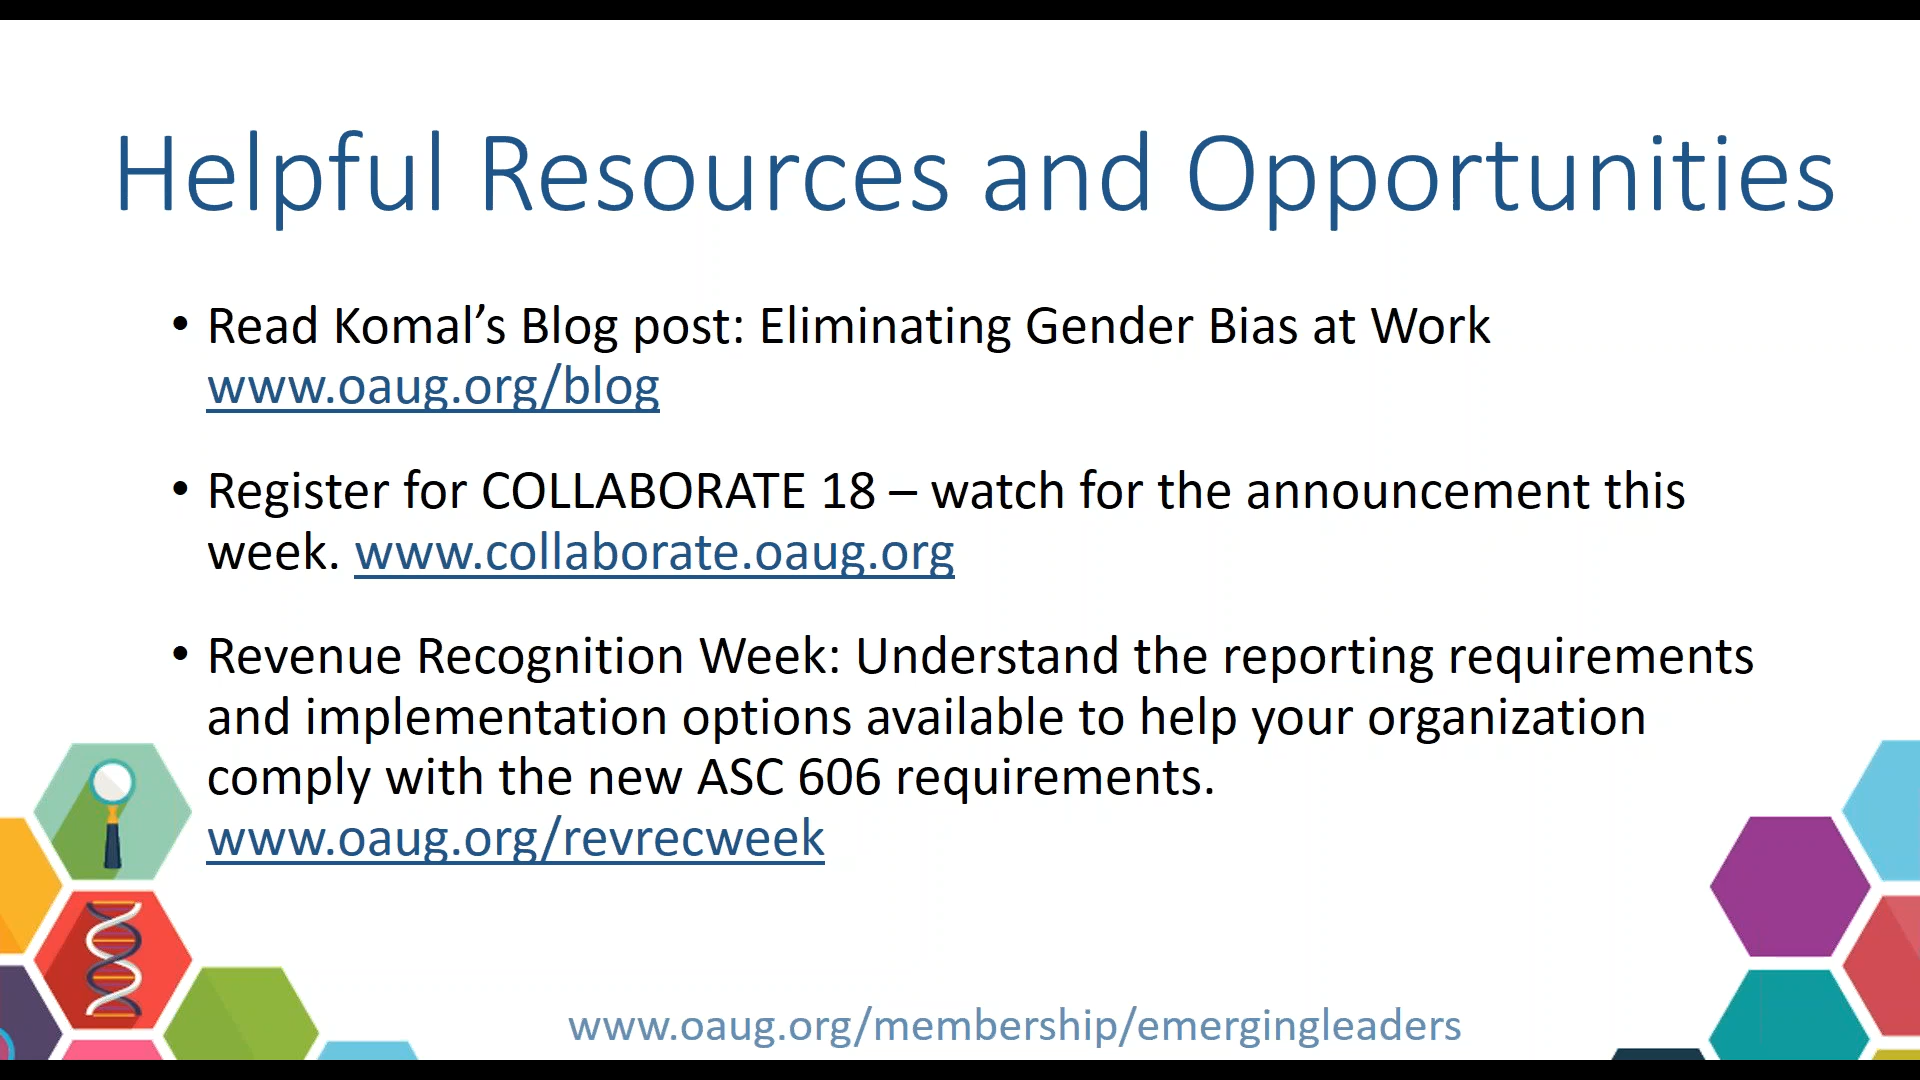 Helpful Resources and Opportunities
• Read Komal’s Blog post: Eliminating Gender Bias at Work
www.oaug.org/blog
• Register for COLLABORATE 18 – watch for the announcement this
week. www.collaborate.oaug.org
• Revenue Recognition Week: Understand the reporting requirements
and implementation options available to help your organization
comply with the new ASC 606 requirements.
www.oaug.org/revrecweek
www.oaug.org/membership/emergingleaders